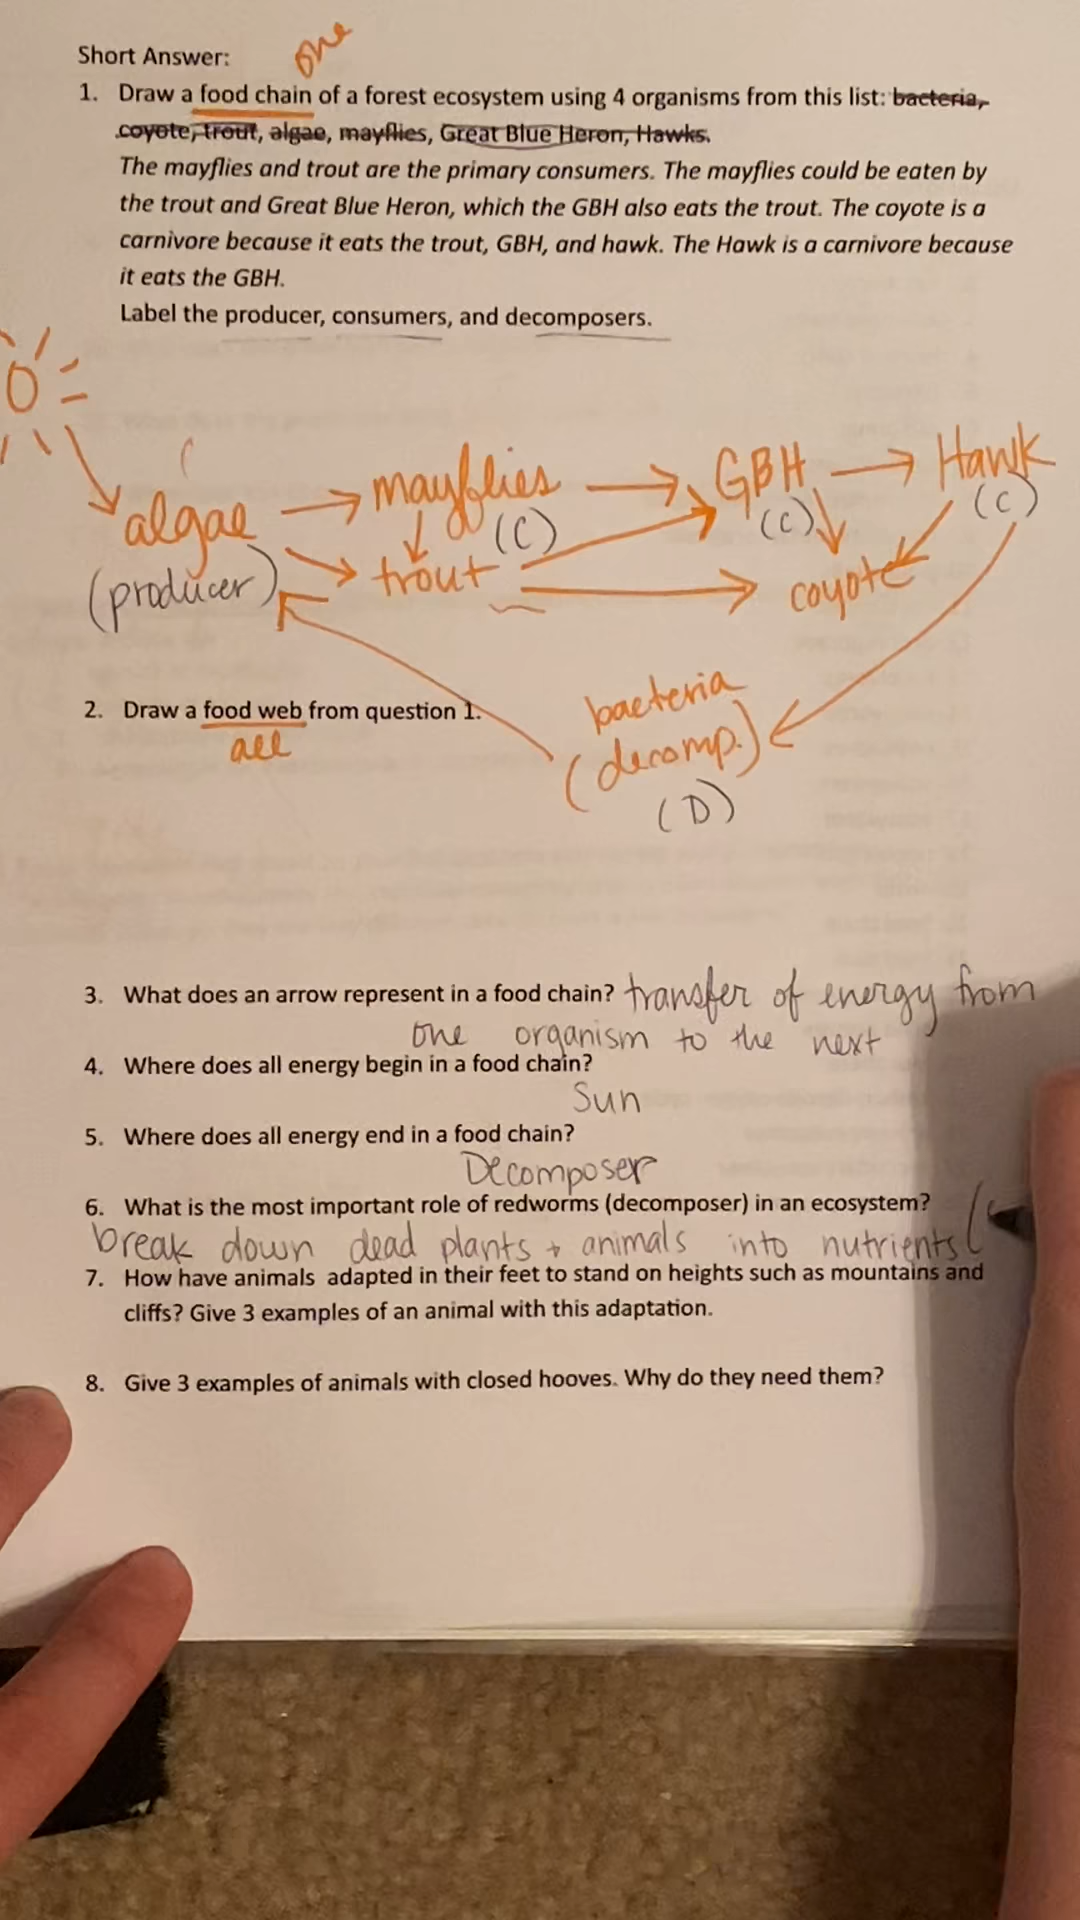 one
Short Answer:
1. Draw a food chain of a forest ecosystem using 4 organisms from this list: bacteria,
coyote, trout, algae, mayflies, Great Blue Heron, Hawks.
The mayflies and trout are the primary consumers. The mayflies could be eaten by
the trout and Great Blue Heron, which the GBH also eats the trout. The coyote is a
carnivore because it eats the trout, GBH, and hawk. The Hawk is a carnivore because
it eats the GBH.
Label the producer, consumers, and decomposers.
algae → mayflies → GBH → Hawk
(C) (C) (C)
(producer) trout coyote
bacteria
2. Draw a food web from question 1.
all
(decomp.)
(D)
3. What does an arrow represent in a food chain? transfer of energy from
one organism to the next
4. Where does all energy begin in a food chain?
Sun
5. Where does all energy end in a food chain?
Decomposer
6. What is the most important role of redworms (decomposer) in an ecosystem?
break down dead plants + animals into nutrients (
7. How have animals adapted in their feet to stand on heights such as mountains and
cliffs? Give 3 examples of an animal with this adaptation.
8. Give 3 examples of animals with closed hooves. Why do they need them?